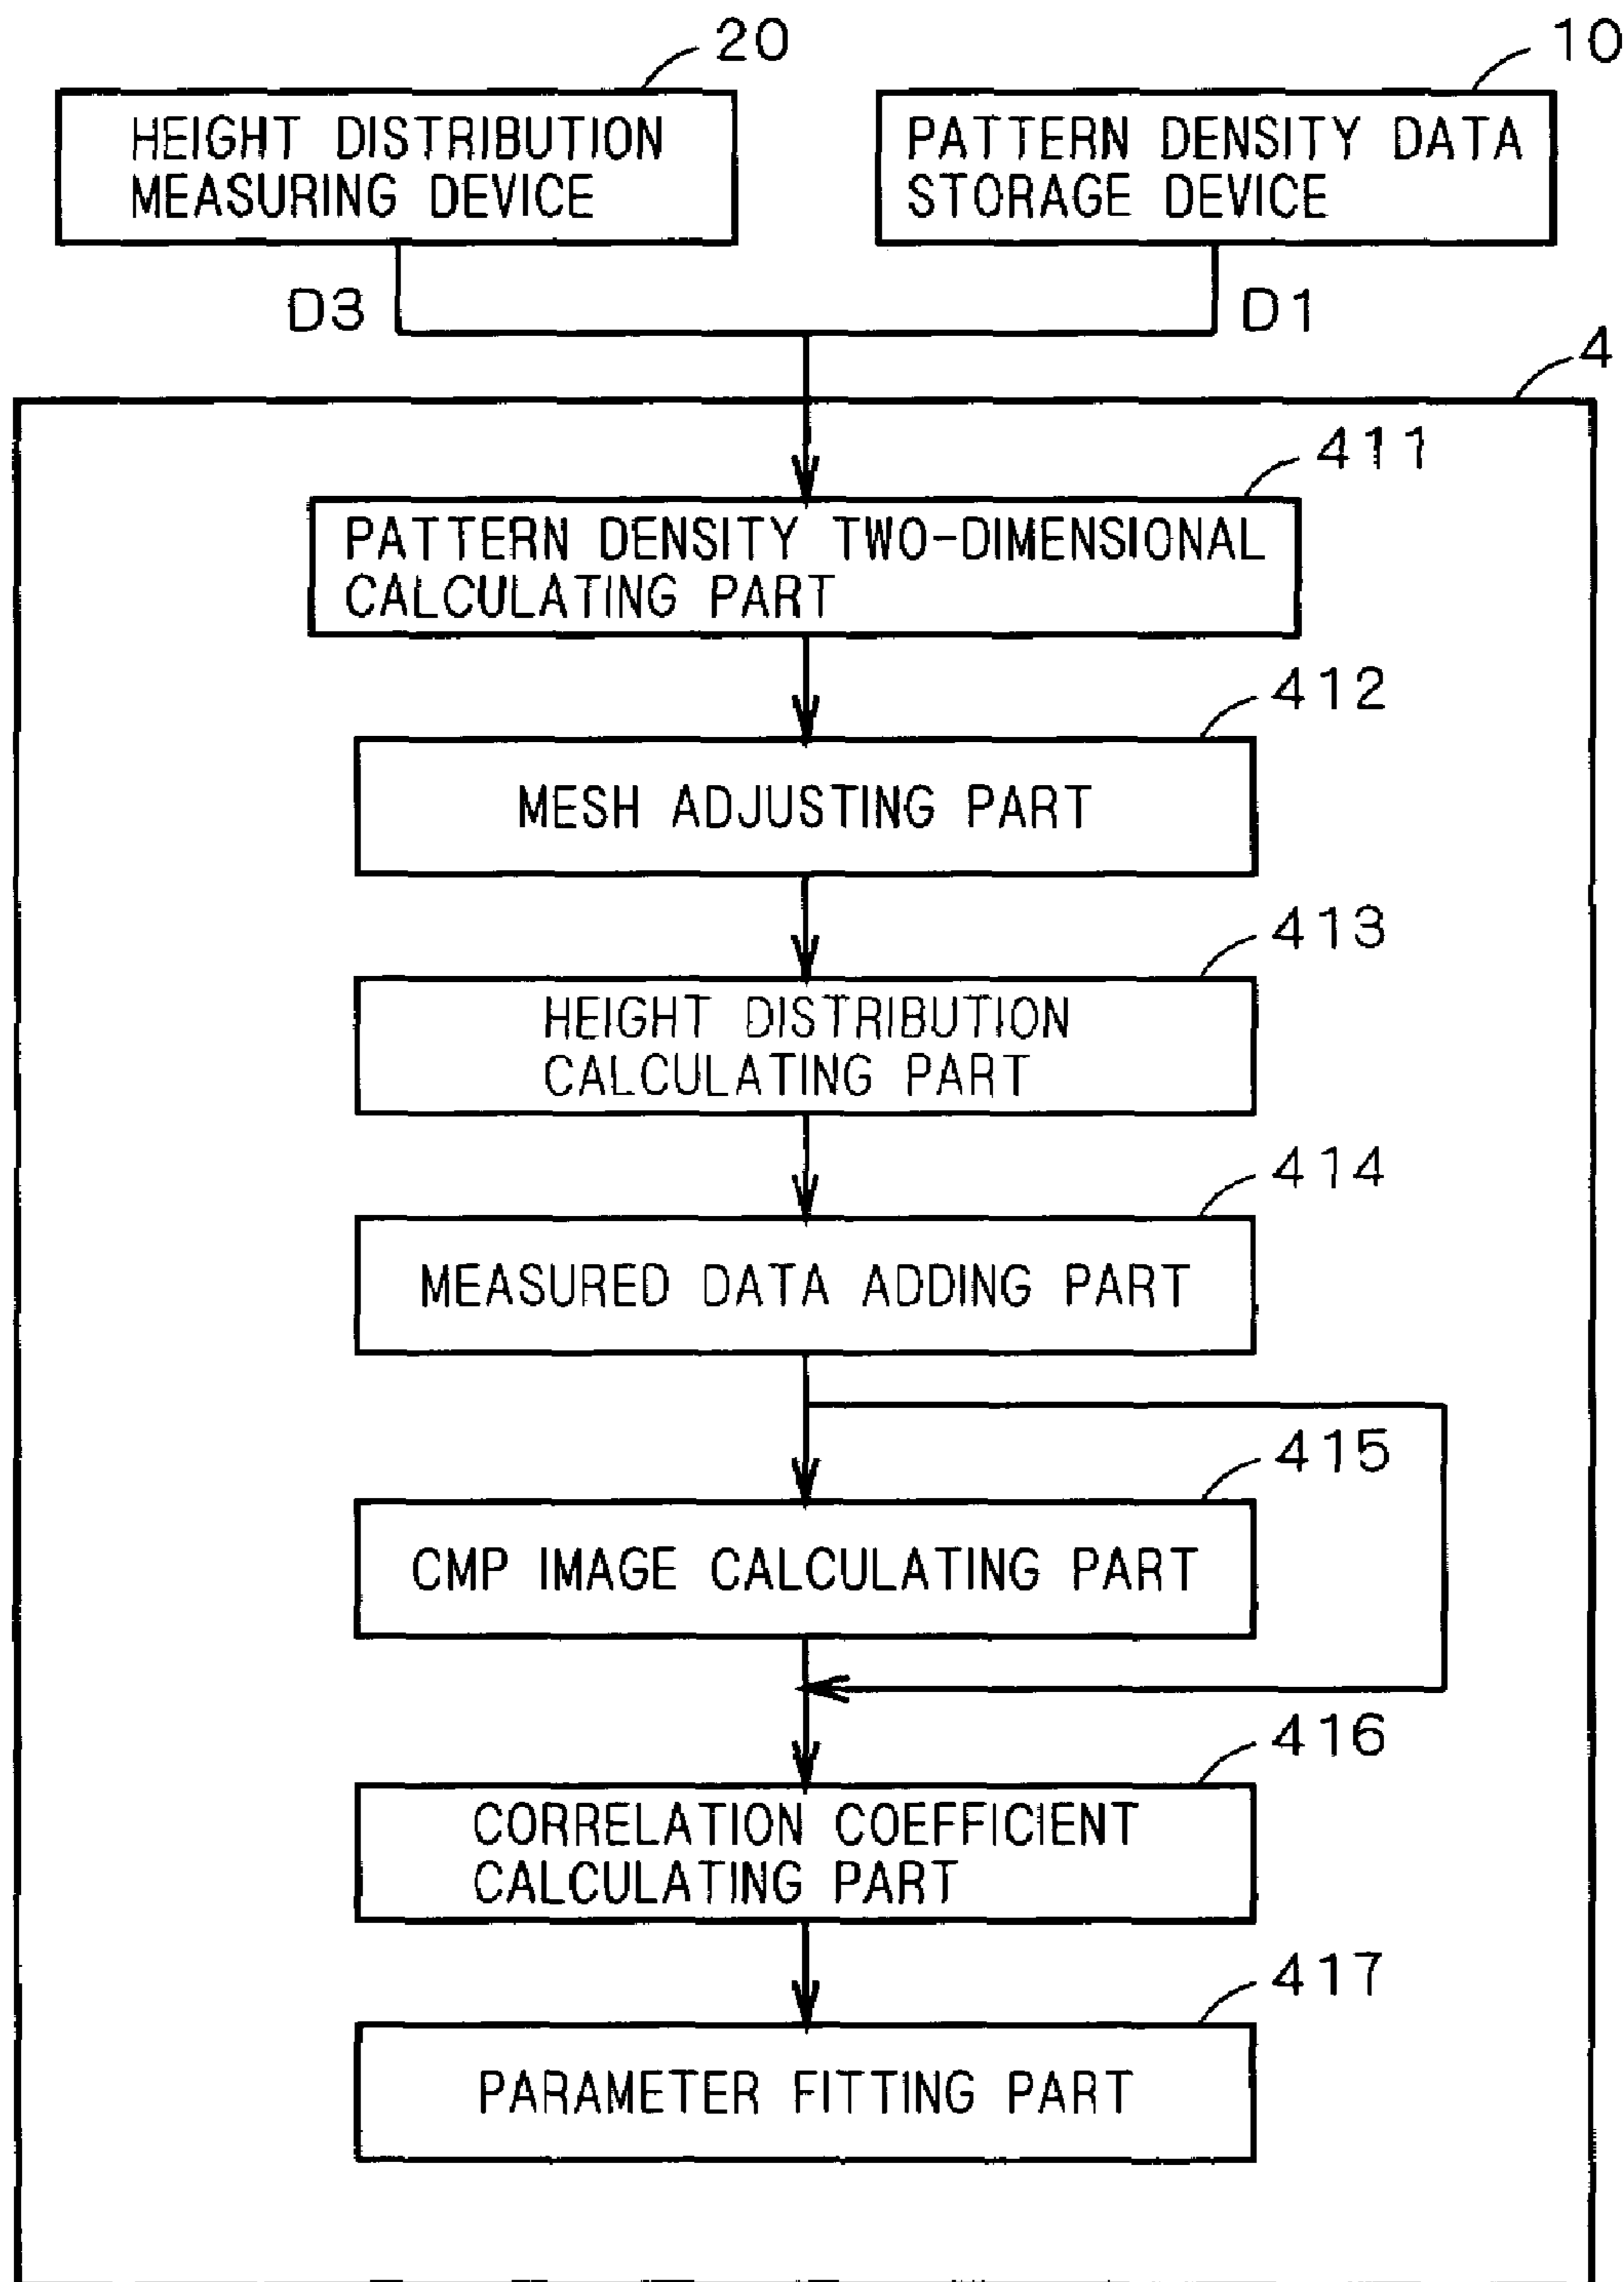 20
10
HEIGHT DISTRIBUTION
MEASURING DEVICE
PATTERN DENSITY DATA
STORAGE DEVICE
D3
D1
4
411
PATTERN DENSITY TWO-DIMENSIONAL
CALCULATING PART
412
MESH ADJUSTING PART
413
HEIGHT DISTRIBUTION
CALCULATING PART
414
MEASURED DATA ADDING PART
415
CMP IMAGE CALCULATING PART
416
CORRELATION COEFFICIENT
CALCULATING PART
417
PARAMETER FITTING PART